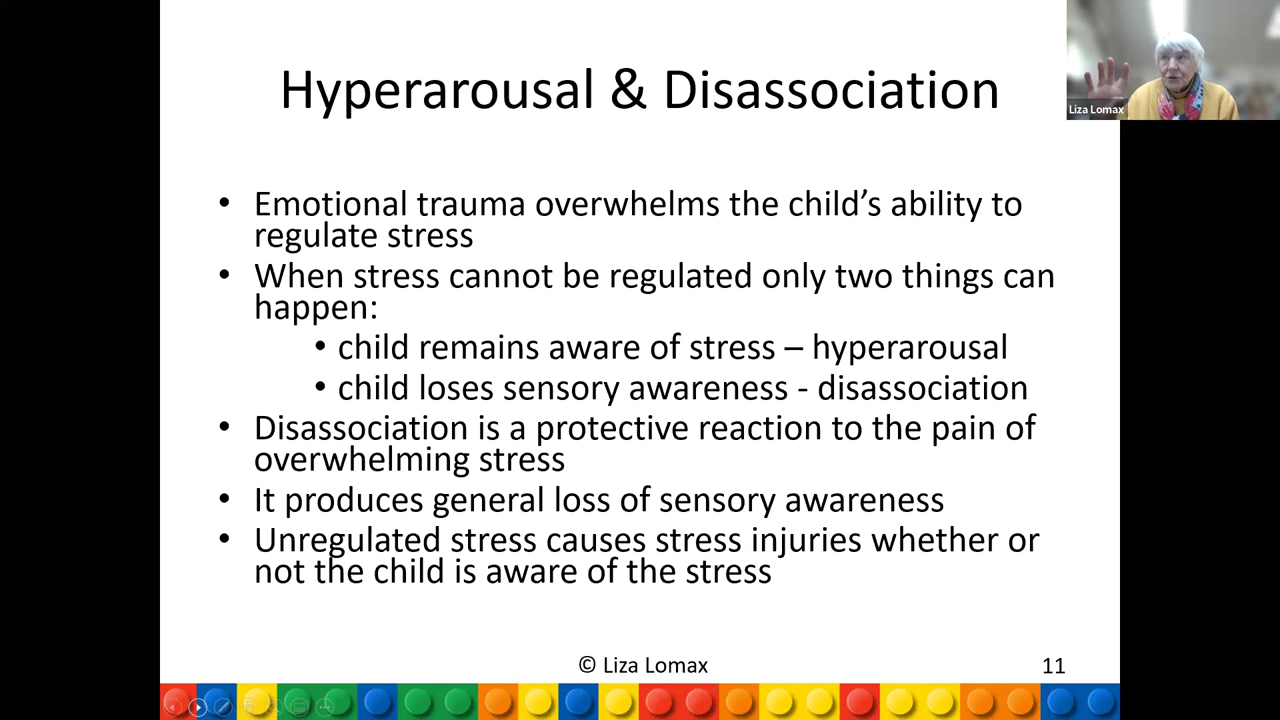 Hyperarousal & Disassociation
Liza Lomax
• Emotional trauma overwhelms the child’s ability to
regulate stress
• When stress cannot be regulated only two things can
happen:
• child remains aware of stress – hyperarousal
• child loses sensory awareness - disassociation
• Disassociation is a protective reaction to the pain of
overwhelming stress
• It produces general loss of sensory awareness
• Unregulated stress causes stress injuries whether or
not the child is aware of the stress
© Liza Lomax
11